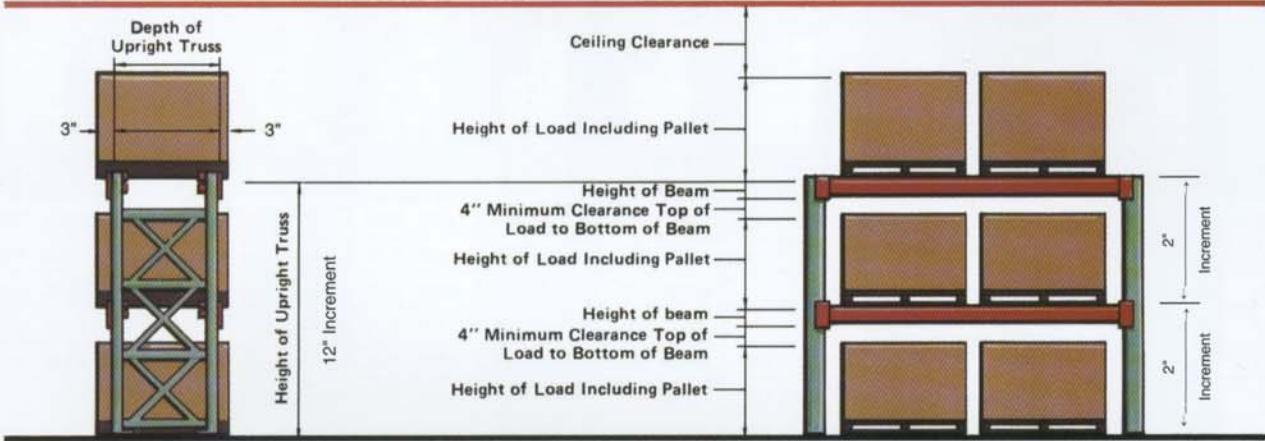 Depth of
Upright Truss
3"
3"
Height of Upright Truss
12" Increment
Ceiling Clearance
Height of Load Including Pallet
Height of Beam
4" Minimum Clearance Top of
Load to Bottom of Beam
Height of Load Including Pallet
Height of beam
4" Minimum Clearance Top of
Load to Bottom of Beam
Height of Load Including Pallet
2"
Increment
2"
Increment